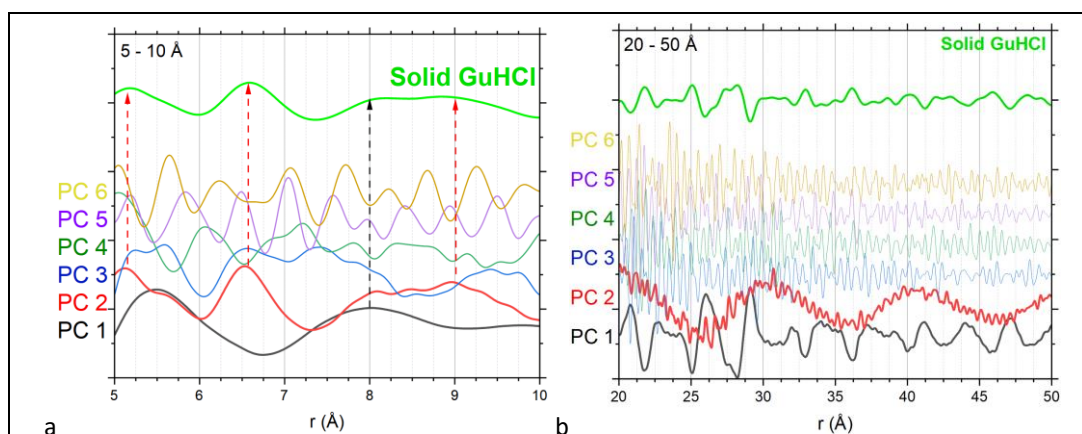 5 - 10 Å
Solid GuHCl
PC 6
PC 5
PC 4
PC 3
PC 2
PC 1
5 6 7 8 9 10
r (Å)
a
20 - 50 Å
Solid GuHCl
PC 6
PC 5
PC 4
PC 3
PC 2
PC 1
20 25 30 35 40 45 50
r (Å)
b